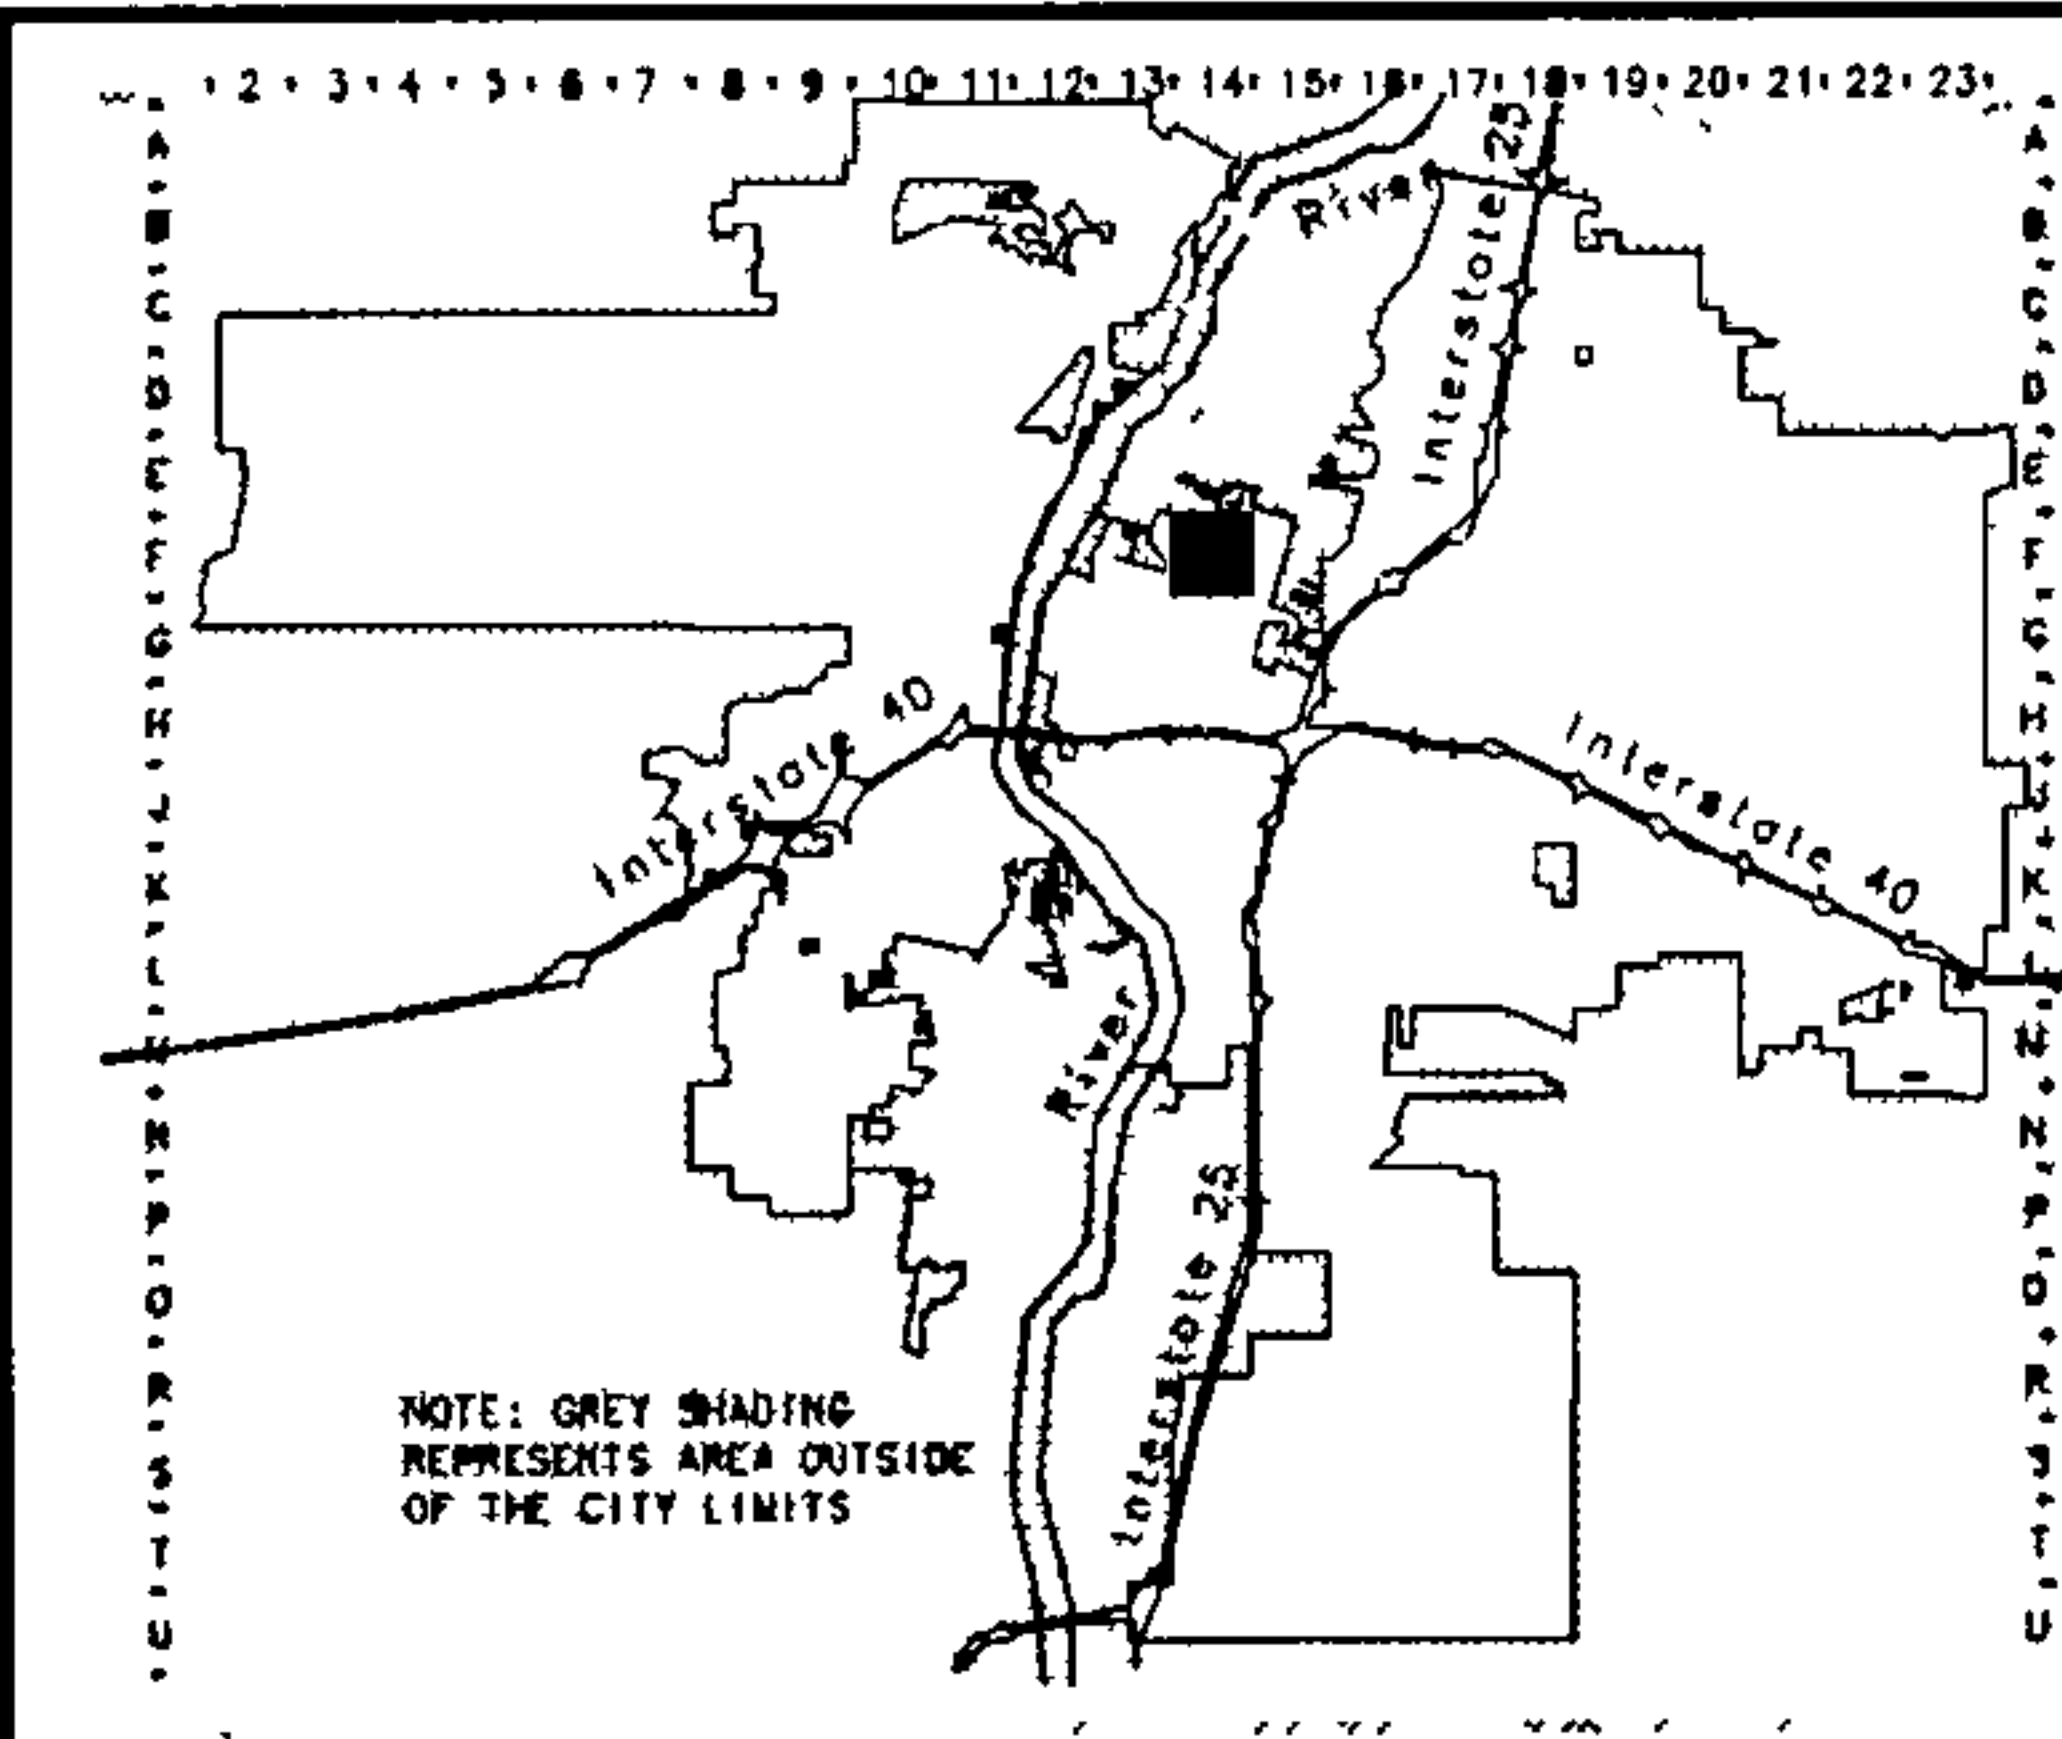 2 3 4 5 6 7 8 9 10 11 12 13 14 15 16 17 18 19 20 21 22 23
A A
B B
C C
D D
E E
F F
G G
H H
J J
K K
L L
M M
N N
P P
O O
R R
S S
T T
U U
River
Interstate 25
Interstate 40
Interstate 40
River
Interstate 25
NOTE: GREY SHADING
REPRESENTS AREA OUTSIDE
OF THE CITY LIMITS